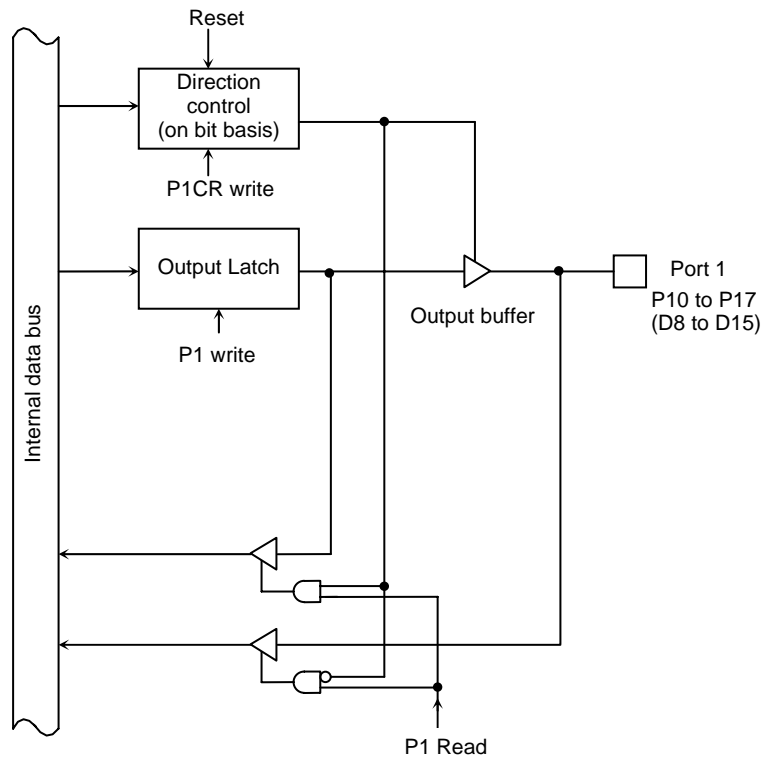 Reset
Direction
control
(on bit basis)
P1CR write
Output Latch
Output buffer
Port 1
P10 to P17
(D8 to D15)
P1 write
Internal data bus
P1 Read